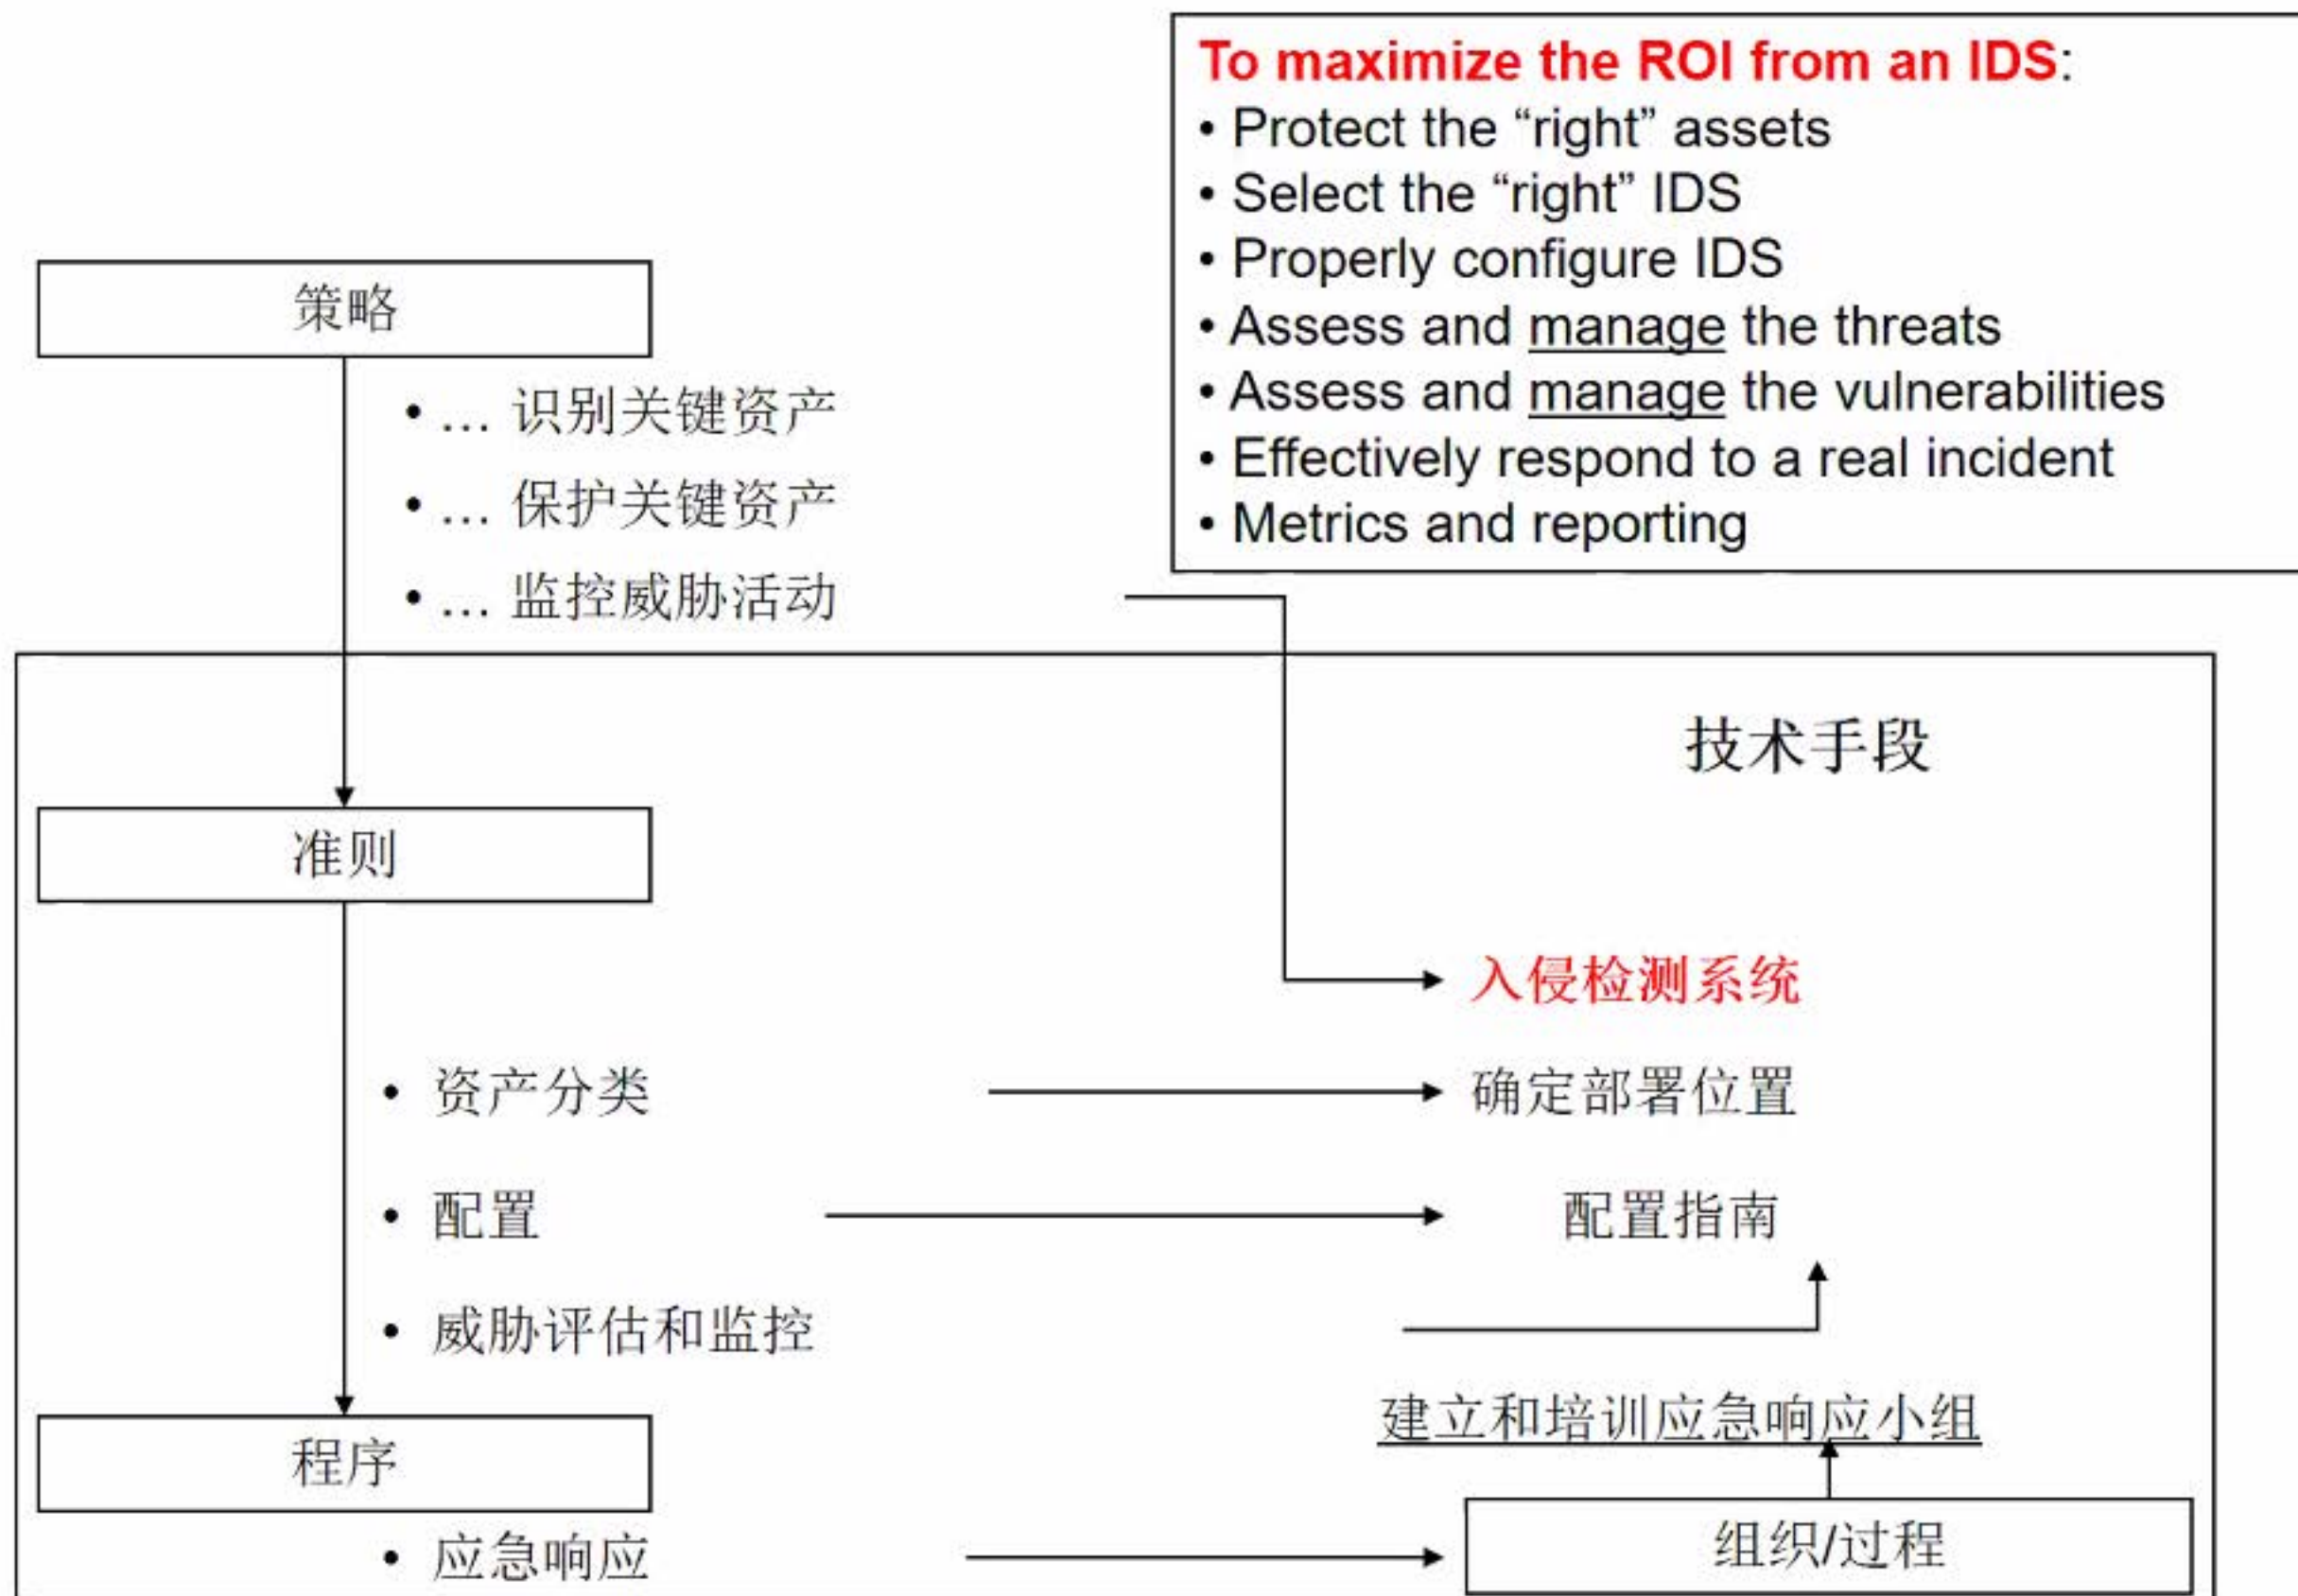 To maximize the ROI from an IDS:
• Protect the “right” assets
• Select the “right” IDS
• Properly configure IDS
• Assess and manage the threats
• Assess and manage the vulnerabilities
• Effectively respond to a real incident
• Metrics and reporting
策略
• … 识别关键资产
• … 保护关键资产
• … 监控威胁活动
技术手段
准则
入侵检测系统
• 资产分类
确定部署位置
• 配置
配置指南
• 威胁评估和监控
建立和培训应急响应小组
程序
• 应急响应
组织/过程